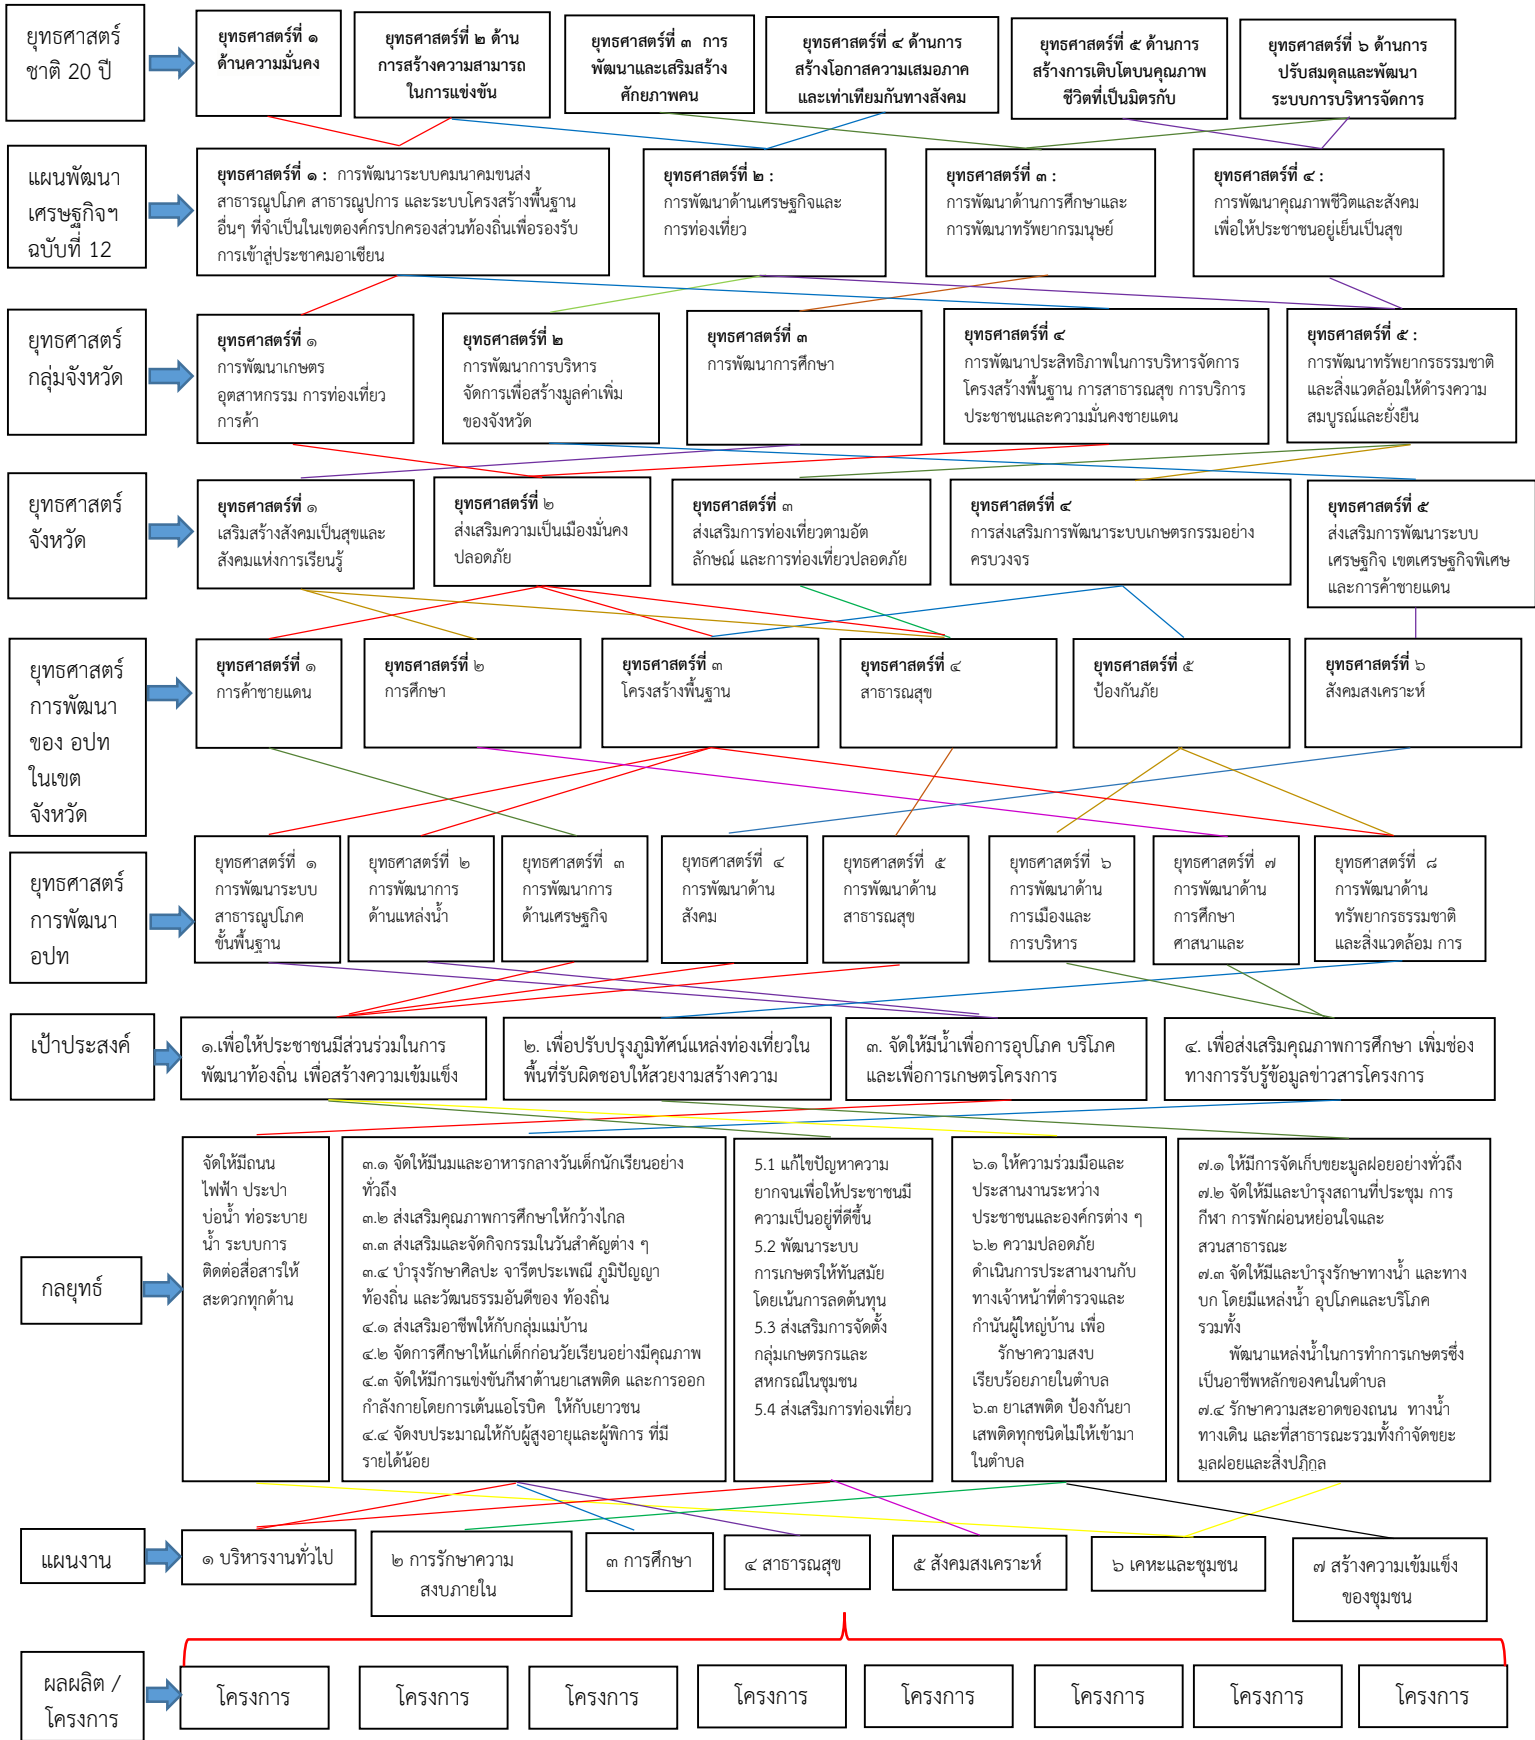 ยุทธศาสตร์
ชาติ 20 ปี
ยุทธศาสตร์ที่ ๑
ด้านความมั่นคง
ยุทธศาสตร์ที่ ๒ ด้าน
การสร้างความสามารถ
ในการแข่งขัน
ยุทธศาสตร์ที่ ๓ การ
พัฒนาและเสริมสร้าง
ศักยภาพคน
ยุทธศาสตร์ที่ ๔ ด้านการ
สร้างโอกาสความเสมอภาค
และเท่าเทียมกันทางสังคม
ยุทธศาสตร์ที่ ๕ ด้านการ
สร้างการเติบโตบนคุณภาพ
ชีวิตที่เป็นมิตรกับ
ยุทธศาสตร์ที่ ๖ ด้านการ
ปรับสมดุลและพัฒนา
ระบบการบริหารจัดการ
แผนพัฒนา
เศรษฐกิจฯ
ฉบับที่ 12
ยุทธศาสตร์ที่ ๑ : การพัฒนาระบบคมนาคมขนส่ง
สาธารณูปโภค สาธารณูปการ และระบบโครงสร้างพื้นฐาน
อื่นๆ ที่จำเป็นในเขตองค์กรปกครองส่วนท้องถิ่นเพื่อรองรับ
การเข้าสู่ประชาคมอาเซียน
ยุทธศาสตร์ที่ ๒ :
การพัฒนาด้านเศรษฐกิจและ
การท่องเที่ยว
ยุทธศาสตร์ที่ ๓ :
การพัฒนาด้านการศึกษาและ
การพัฒนาทรัพยากรมนุษย์
ยุทธศาสตร์ที่ ๔ :
การพัฒนาคุณภาพชีวิตและสังคม
เพื่อให้ประชาชนอยู่เย็นเป็นสุข
ยุทธศาสตร์
กลุ่มจังหวัด
ยุทธศาสตร์ที่ ๑
การพัฒนาเกษตร
อุตสาหกรรม การท่องเที่ยว
การค้า
ยุทธศาสตร์ที่ ๒
การพัฒนาการบริหาร
จัดการเพื่อสร้างมูลค่าเพิ่ม
ของจังหวัด
ยุทธศาสตร์ที่ ๓
การพัฒนาการศึกษา
ยุทธศาสตร์ที่ ๔
การพัฒนาประสิทธิภาพในการบริหารจัดการ
โครงสร้างพื้นฐาน การสาธารณสุข การบริการ
ประชาชนและความมั่นคงชายแดน
ยุทธศาสตร์ที่ ๕ :
การพัฒนาทรัพยากรธรรมชาติ
และสิ่งแวดล้อมให้ดำรงความ
สมบูรณ์และยั่งยืน
ยุทธศาสตร์
จังหวัด
ยุทธศาสตร์ที่ ๑
เสริมสร้างสังคมเป็นสุขและ
สังคมแห่งการเรียนรู้
ยุทธศาสตร์ที่ ๒
ส่งเสริมความเป็นเมืองมั่นคง
ปลอดภัย
ยุทธศาสตร์ที่ ๓
ส่งเสริมการท่องเที่ยวตามอัต
ลักษณ์ และการท่องเที่ยวปลอดภัย
ยุทธศาสตร์ที่ ๔
การส่งเสริมการพัฒนาระบบเกษตรกรรมอย่าง
ครบวงจร
ยุทธศาสตร์ที่ ๕
ส่งเสริมการพัฒนาระบบ
เศรษฐกิจ เขตเศรษฐกิจพิเศษ
และการค้าชายแดน
ยุทธศาสตร์
การพัฒนา
ของ อปท
ในเขต
จังหวัด
ยุทธศาสตร์ที่ ๑
การค้าชายแดน
ยุทธศาสตร์ที่ ๒
การศึกษา
ยุทธศาสตร์ที่ ๓
โครงสร้างพื้นฐาน
ยุทธศาสตร์ที่ ๔
สาธารณสุข
ยุทธศาสตร์ที่ ๕
ป้องกันภัย
ยุทธศาสตร์ที่ ๖
สังคมสงเคราะห์
ยุทธศาสตร์
การพัฒนา
อปท
ยุทธศาสตร์ที่ ๑
การพัฒนาระบบ
สาธารณูปโภค
ขั้นพื้นฐาน
ยุทธศาสตร์ที่ ๒
การพัฒนาการ
ด้านแหล่งน้ำ
ยุทธศาสตร์ที่ ๓
การพัฒนาการ
ด้านเศรษฐกิจ
ยุทธศาสตร์ที่ ๔
การพัฒนาด้าน
สังคม
ยุทธศาสตร์ที่ ๕
การพัฒนาด้าน
สาธารณสุข
ยุทธศาสตร์ที่ ๖
การพัฒนาด้าน
การเมืองและ
การบริหาร
ยุทธศาสตร์ที่ ๗
การพัฒนาด้าน
การศึกษา
ศาสนาและ
ยุทธศาสตร์ที่ ๘
การพัฒนาด้าน
ทรัพยากรธรรมชาติ
และสิ่งแวดล้อม การ
เป้าประสงค์
๑.เพื่อให้ประชาชนมีส่วนร่วมในการ
พัฒนาท้องถิ่น เพื่อสร้างความเข้มแข็ง
๒. เพื่อปรับปรุงภูมิทัศน์แหล่งท่องเที่ยวใน
พื้นที่รับผิดชอบให้สวยงามสร้างความ
๓. จัดให้มีน้ำเพื่อการอุปโภค บริโภค
และเพื่อการเกษตรโครงการ
๔. เพื่อส่งเสริมคุณภาพการศึกษา เพิ่มช่อง
ทางการรับรู้ข้อมูลข่าวสารโครงการ
กลยุทธ์
จัดให้มีถนน
ไฟฟ้า ประปา
บ่อน้ำ ท่อระบาย
น้ำ ระบบการ
ติดต่อสื่อสารให้
สะดวกทุกด้าน
๓.๑ จัดให้มีนมและอาหารกลางวันเด็กนักเรียนอย่าง
ทั่วถึง
๓.๒ ส่งเสริมคุณภาพการศึกษาให้กว้างไกล
๓.๓ ส่งเสริมและจัดกิจกรรมในวันสำคัญต่าง ๆ
๓.๔ บำรุงรักษาศิลปะ จารีตประเพณี ภูมิปัญญา
ท้องถิ่น และวัฒนธรรมอันดีของ ท้องถิ่น
๔.๑ ส่งเสริมอาชีพให้กับกลุ่มแม่บ้าน
๔.๒ จัดการศึกษาให้แก่เด็กก่อนวัยเรียนอย่างมีคุณภาพ
๔.๓ จัดให้มีการแข่งขันกีฬาต้านยาเสพติด และการออก
กำลังกายโดยการเต้นแอโรบิค ให้กับเยาวชน
๔.๔ จัดงบประมาณให้กับผู้สูงอายุและผู้พิการ ที่มี
รายได้น้อย
5.1 แก้ไขปัญหาความ
ยากจนเพื่อให้ประชาชนมี
ความเป็นอยู่ที่ดีขึ้น
5.2 พัฒนาระบบ
การเกษตรให้ทันสมัย
โดยเน้นการลดต้นทุน
5.3 ส่งเสริมการจัดตั้ง
กลุ่มเกษตรกรและ
สหกรณ์ในชุมชน
5.4 ส่งเสริมการท่องเที่ยว
๖.๑ ให้ความร่วมมือและ
ประสานงานระหว่าง
ประชาชนและองค์กรต่าง ๆ
๖.๒ ความปลอดภัย
ดำเนินการประสานงานกับ
ทางเจ้าหน้าที่ตำรวจและ
กำนันผู้ใหญ่บ้าน เพื่อ
รักษาความสงบ
เรียบร้อยภายในตำบล
๖.๓ ยาเสพติด ป้องกันยา
เสพติดทุกชนิดไม่ให้เข้ามา
ในตำบล
๗.๑ ให้มีการจัดเก็บขยะมูลฝอยอย่างทั่วถึง
๗.๒ จัดให้มีและบำรุงสถานที่ประชุม การ
กีฬา การพักผ่อนหย่อนใจและ
สวนสาธารณะ
๗.๓ จัดให้มีและบำรุงรักษาทางน้ำ และทาง
บก โดยมีแหล่งน้ำ อุปโภคและบริโภค
รวมทั้ง
พัฒนาแหล่งน้ำในการทำการเกษตรซึ่ง
เป็นอาชีพหลักของคนในตำบล
๗.๔ รักษาความสะอาดของถนน ทางน้ำ
ทางเดิน และที่สาธารณะรวมทั้งกำจัดขยะ
มูลฝอยและสิ่งปฏิกูล
แผนงาน
๑ บริหารงานทั่วไป
๒ การรักษาความ
สงบภายใน
๓ การศึกษา
๔ สาธารณสุข
๕ สังคมสงเคราะห์
๖ เคหะและชุมชน
๗ สร้างความเข้มแข็ง
ของชุมชน
ผลผลิต /
โครงการ
โครงการ
โครงการ
โครงการ
โครงการ
โครงการ
โครงการ
โครงการ
โครงการ